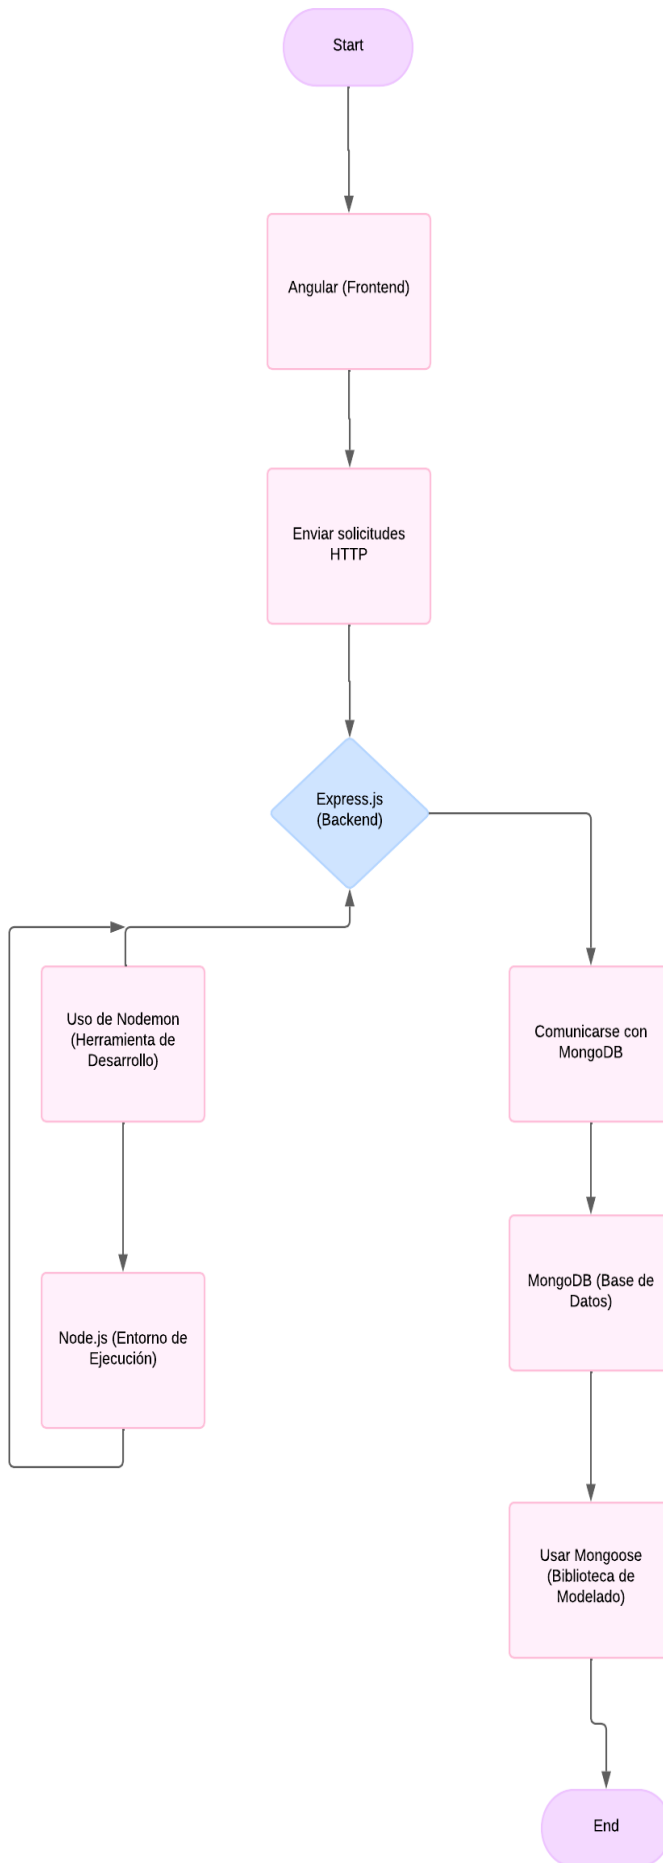 Start
Angular (Frontend)
Enviar solicitudes
HTTP
Express.js
(Backend)
Uso de Nodemon
(Herramienta de
Desarrollo)
Comunicarse con
MongoDB
MongoDB (Base de
Datos)
Node.js (Entorno de
Ejecución)
Usar Mongoose
(Biblioteca de
Modelado)
End